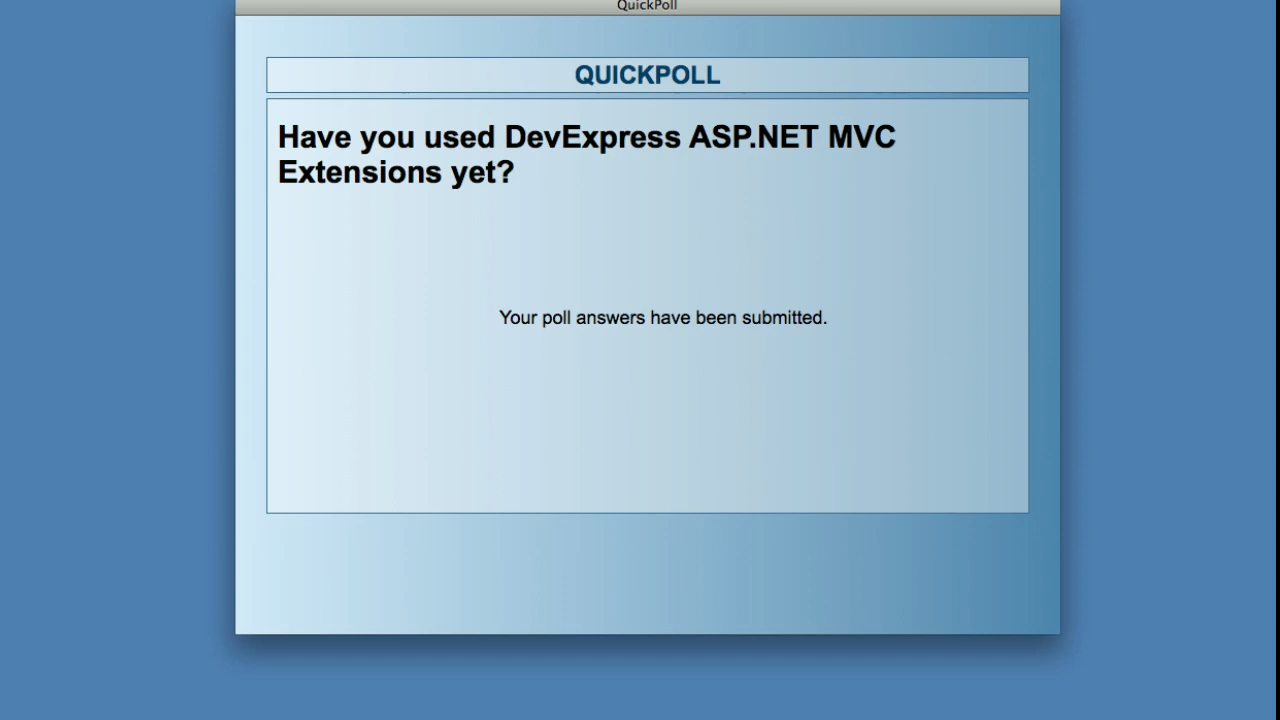 QuickPoll
QUICKPOLL
Have you used DevExpress ASP.NET MVC
Extensions yet?
Your poll answers have been submitted.